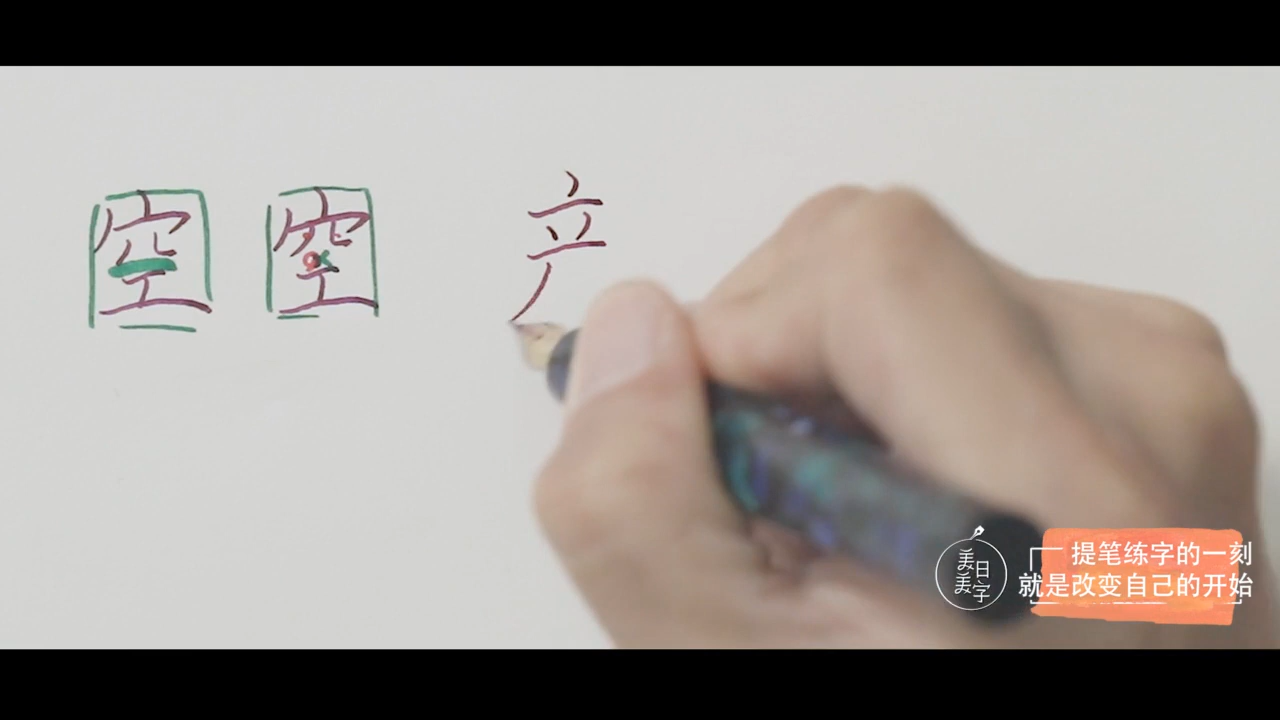 空 空 产
提笔练字的一刻
就是改变自己的开始
美日
美字